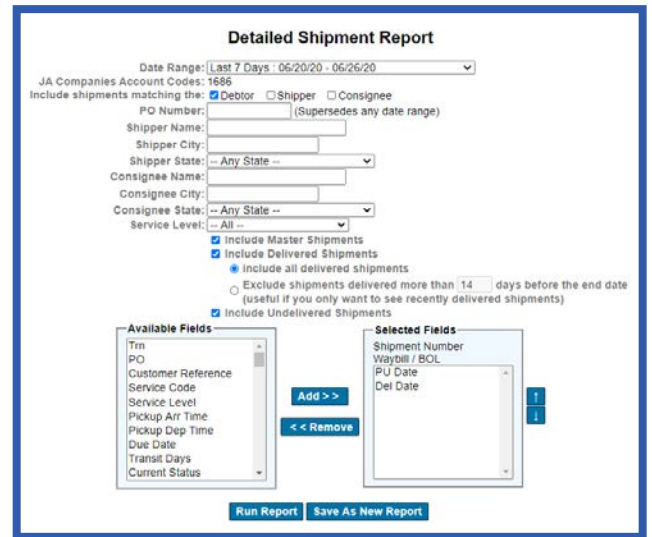 Detailed Shipment Report
Date Range: Last 7 Days : 06/20/20 - 06/26/20
JA Companies Account Codes: 1686
Include shipments matching the: Debtor Shipper Consignee
PO Number: (Supersedes any date range)
Shipper Name:
Shipper City:
Shipper State: -- Any State --
Consignee Name:
Consignee City:
Consignee State: -- Any State --
Service Level: -- All --
Include Master Shipments
Include Delivered Shipments
Include all delivered shipments
Exclude shipments delivered more than 14 days before the end date
(useful if you only want to see recently delivered shipments)
Include Undelivered Shipments
Available Fields
Trn
PO
Customer Reference
Service Code
Service Level
Pickup Arr Time
Pickup Dep Time
Due Date
Transit Days
Current Status
Add >>
<< Remove
Selected Fields
Shipment Number
Waybill / BOL
PU Date
Del Date
↑
↓
Run Report Save As New Report